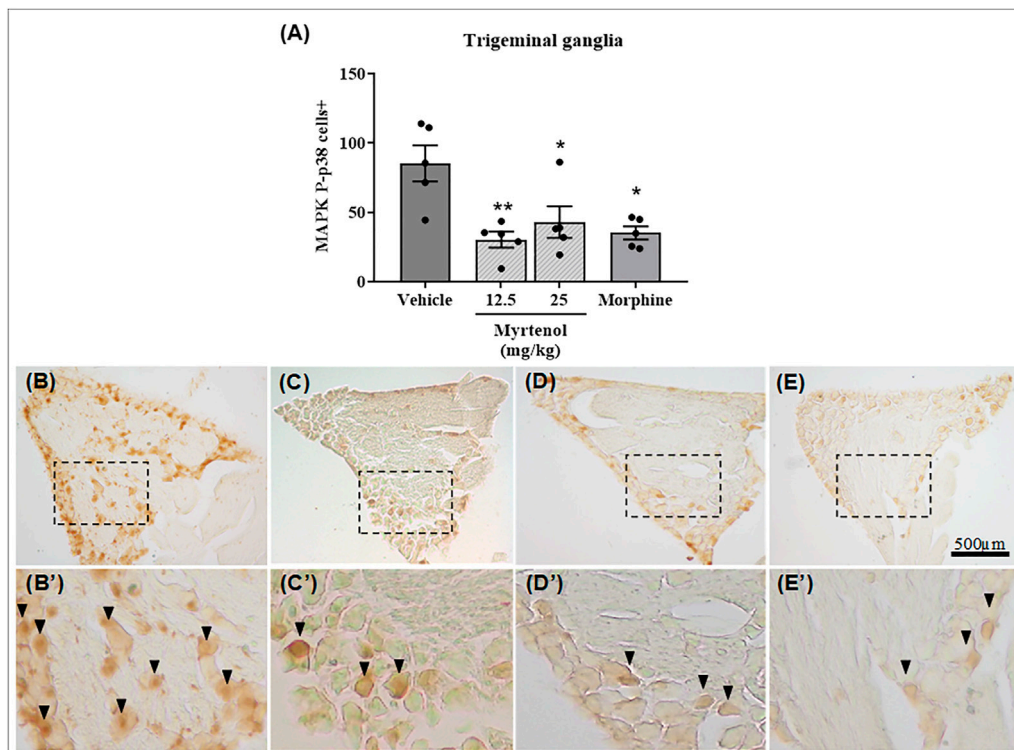 (A)
Trigeminal ganglia
MAPK P-p38 cells+
150
100
50
0
**
*
*
Vehicle
12.5
25
Morphine
Myrtenol
(mg/kg)
(B)
(C)
(D)
(E)
500µm
(B')
(C')
(D')
(E')